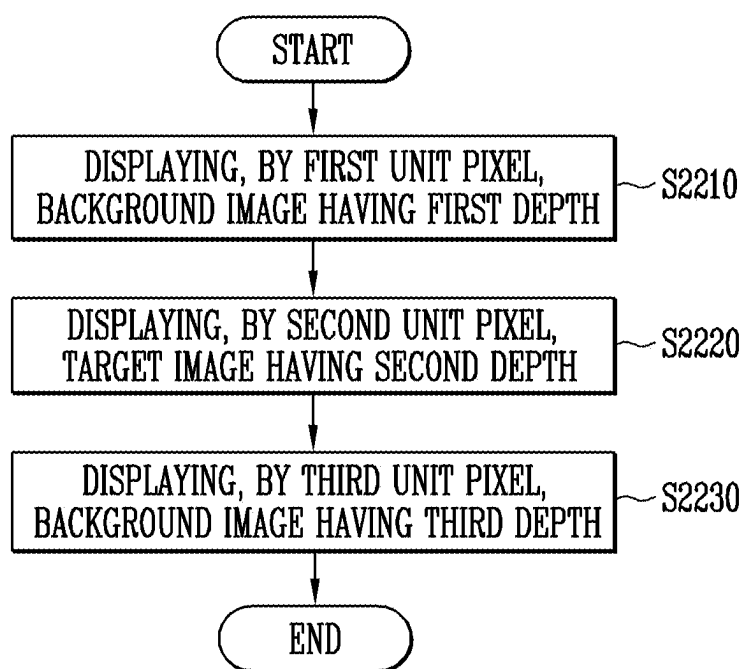 START
DISPLAYING, BY FIRST UNIT PIXEL,
BACKGROUND IMAGE HAVING FIRST DEPTH
S2210
DISPLAYING, BY SECOND UNIT PIXEL,
TARGET IMAGE HAVING SECOND DEPTH
S2220
DISPLAYING, BY THIRD UNIT PIXEL,
BACKGROUND IMAGE HAVING THIRD DEPTH
S2230
END